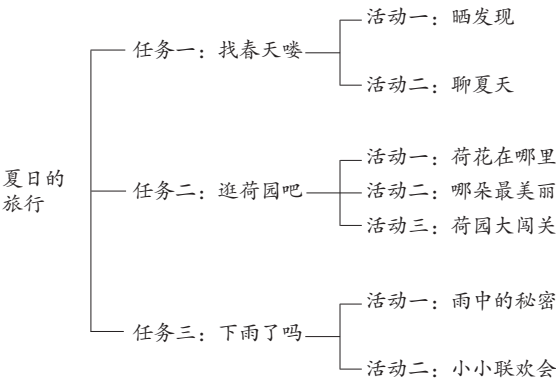 夏日的
旅行
任务一：找春天喽
活动一：晒发现
活动二：聊夏天
任务二：逛荷园吧
活动一：荷花在哪里
活动二：哪朵最美丽
活动三：荷园大闯关
任务三：下雨了吗
活动一：雨中的秘密
活动二：小小联欢会